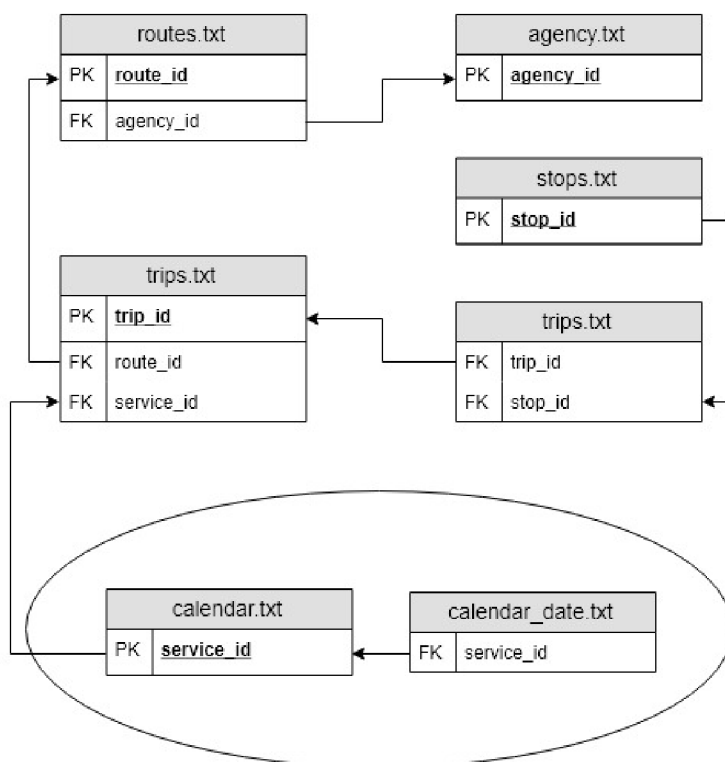 routes.txt
PK route_id
FK agency_id
agency.txt
PK agency_id
stops.txt
PK stop_id
trips.txt
PK trip_id
FK route_id
FK service_id
trips.txt
FK trip_id
FK stop_id
calendar.txt
PK service_id
calendar_date.txt
FK service_id